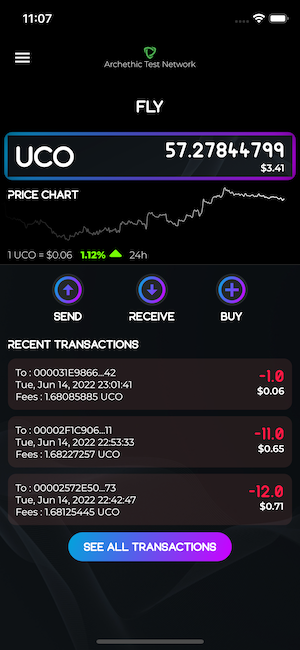 11:07
Archethic Test Network
FLY
UCO
57.27844799
$3.41
PRICE CHART
1 UCO = $0.06 1.12% 24h
SEND RECEIVE BUY
RECENT TRANSACTIONS
To : 000031E9866...42
Tue, Jun 14, 2022 23:01:41
Fees : 1.68085885 UCO
-1.0
$0.06
To : 00002F1C906...11
Tue, Jun 14, 2022 22:53:33
Fees : 1.68227257 UCO
-11.0
$0.65
To : 00002572E50...73
Tue, Jun 14, 2022 22:42:47
Fees : 1.68125445 UCO
-12.0
$0.71
SEE ALL TRANSACTIONS